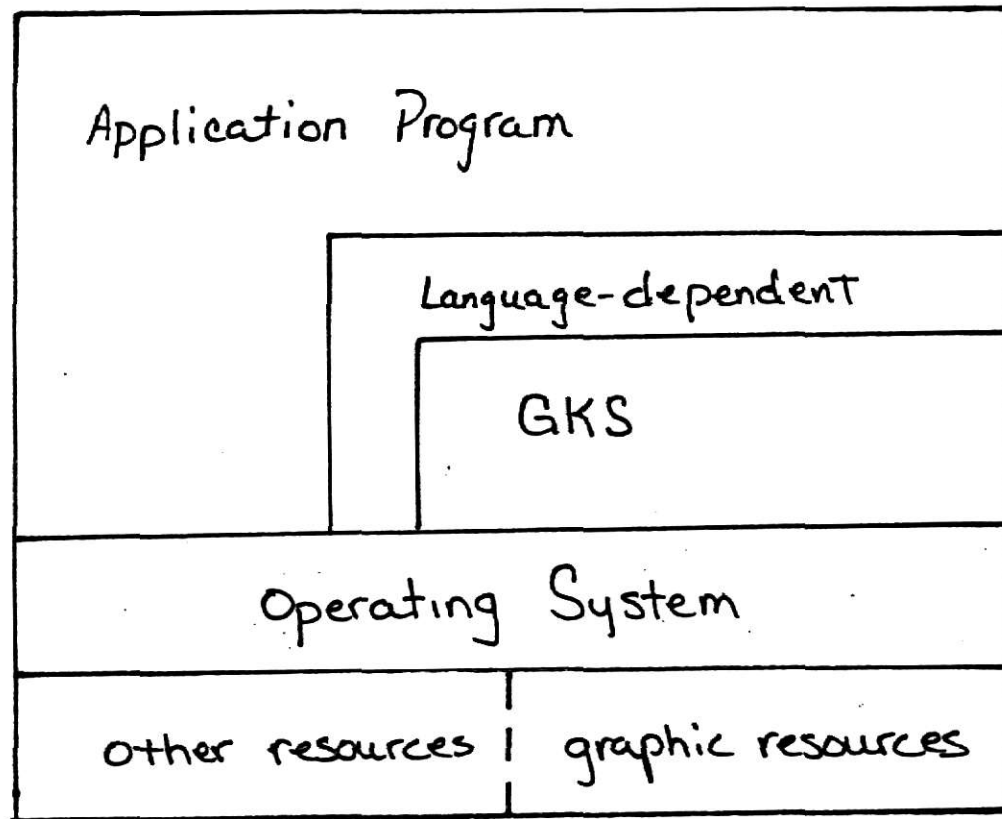 Application Program
Language-dependent
GKS
Operating System
other resources
graphic resources